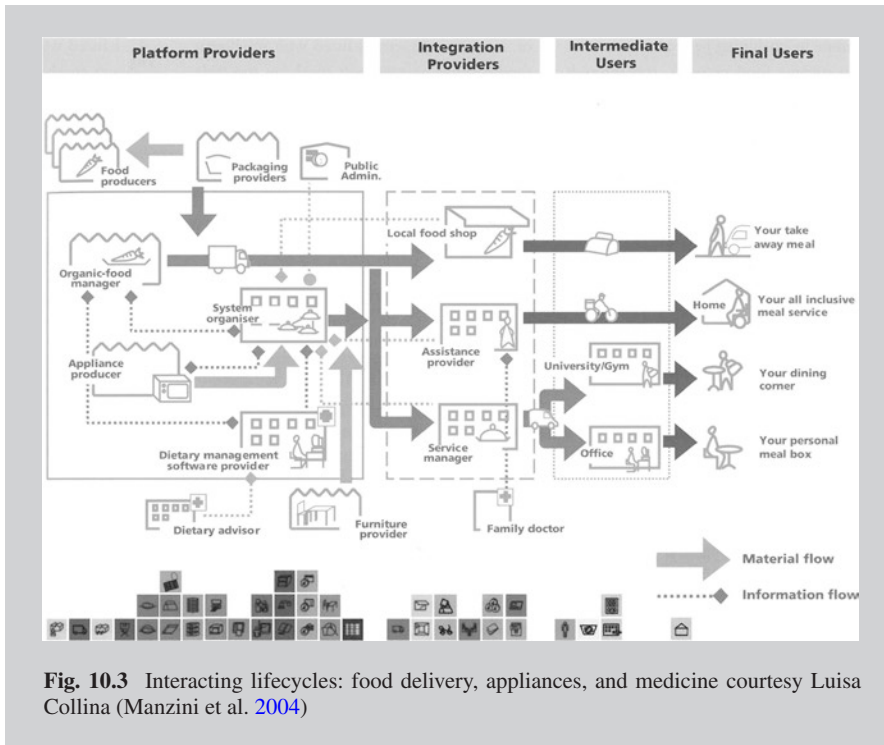 Platform Providers
Integration
Providers
Intermediate
Users
Final Users
Food
producers
Packaging
providers
Public
Admin.
Local food shop
Your take
away meal
Organic-food
manager
System
organiser
Home
Your all inclusive
meal service
Appliance
producer
Assistance
provider
University/Gym
Your dining
corner
Dietary management
software provider
Service
manager
Office
Your personal
meal box
Dietary advisor
Furniture
provider
Family doctor
Material flow
Information flow
Fig. 10.3 Interacting lifecycles: food delivery, appliances, and medicine courtesy Luisa
Collina (Manzini et al. 2004)